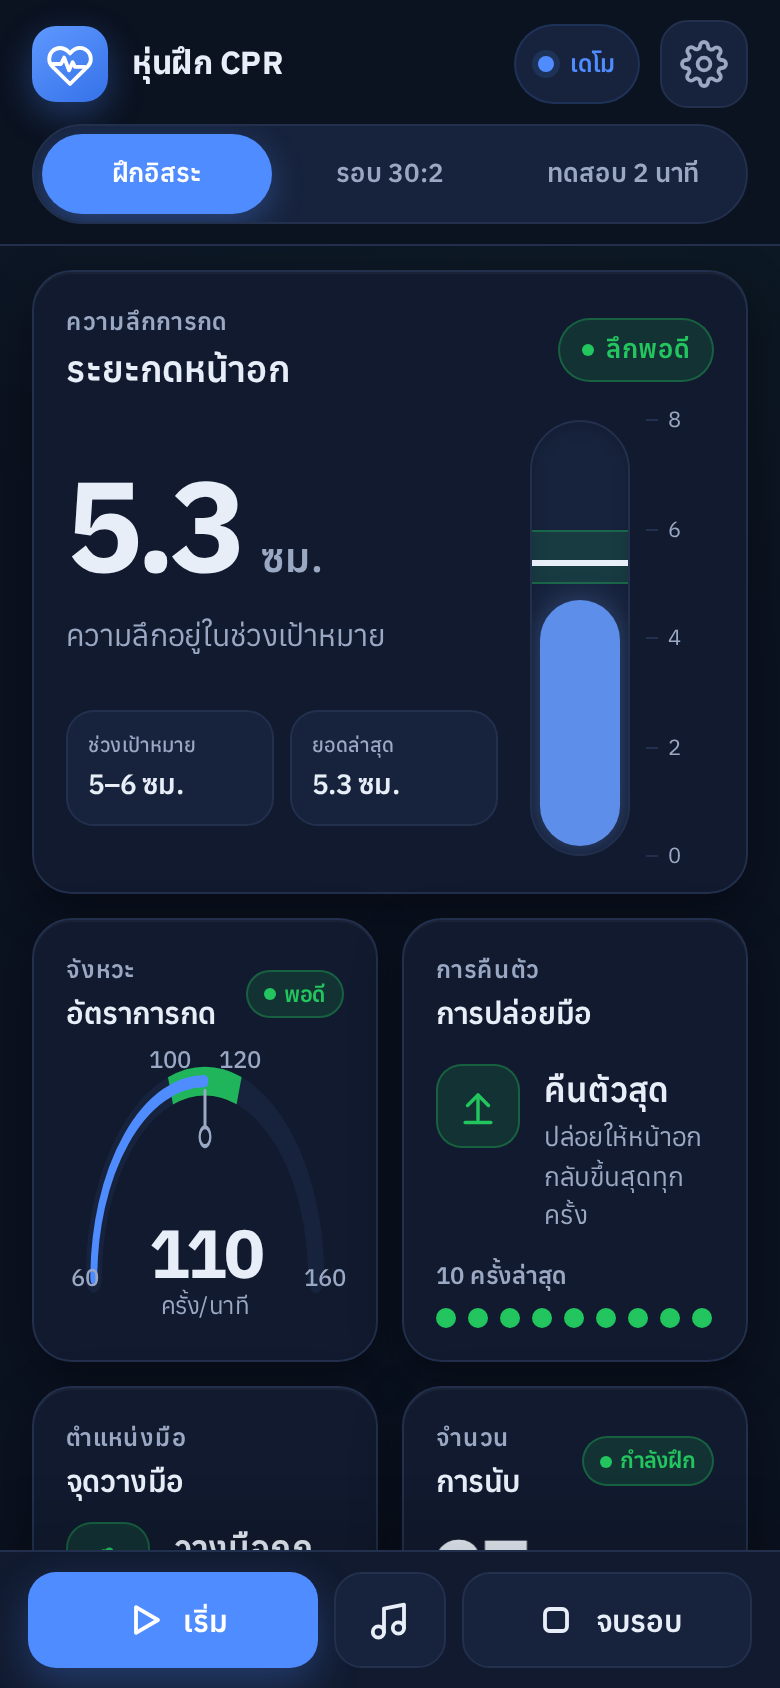 หุ่นฝึก CPR
เดโม
ฝึกอิสระ
รอบ 30:2
ทดสอบ 2 นาที
ความลึกการกด
ระยะกดหน้าอก
ลึกพอดี
8
6
4
2
0
5.3 ซม.
ความลึกอยู่ในช่วงเป้าหมาย
ช่วงเป้าหมาย
5–6 ซม.
ยอดล่าสุด
5.3 ซม.
จังหวะ
อัตราการกด
พอดี
100
120
60
160
110
ครั้ง/นาที
การคืนตัว
การปล่อยมือ
คืนตัวสุด
ปล่อยให้หน้าอก
กลับขึ้นสุดทุก
ครั้ง
10 ครั้งล่าสุด
ตำแหน่งมือ
จุดวางมือ
จำนวน
การนับ
กำลังฝึก
เริ่ม
จบรอบ